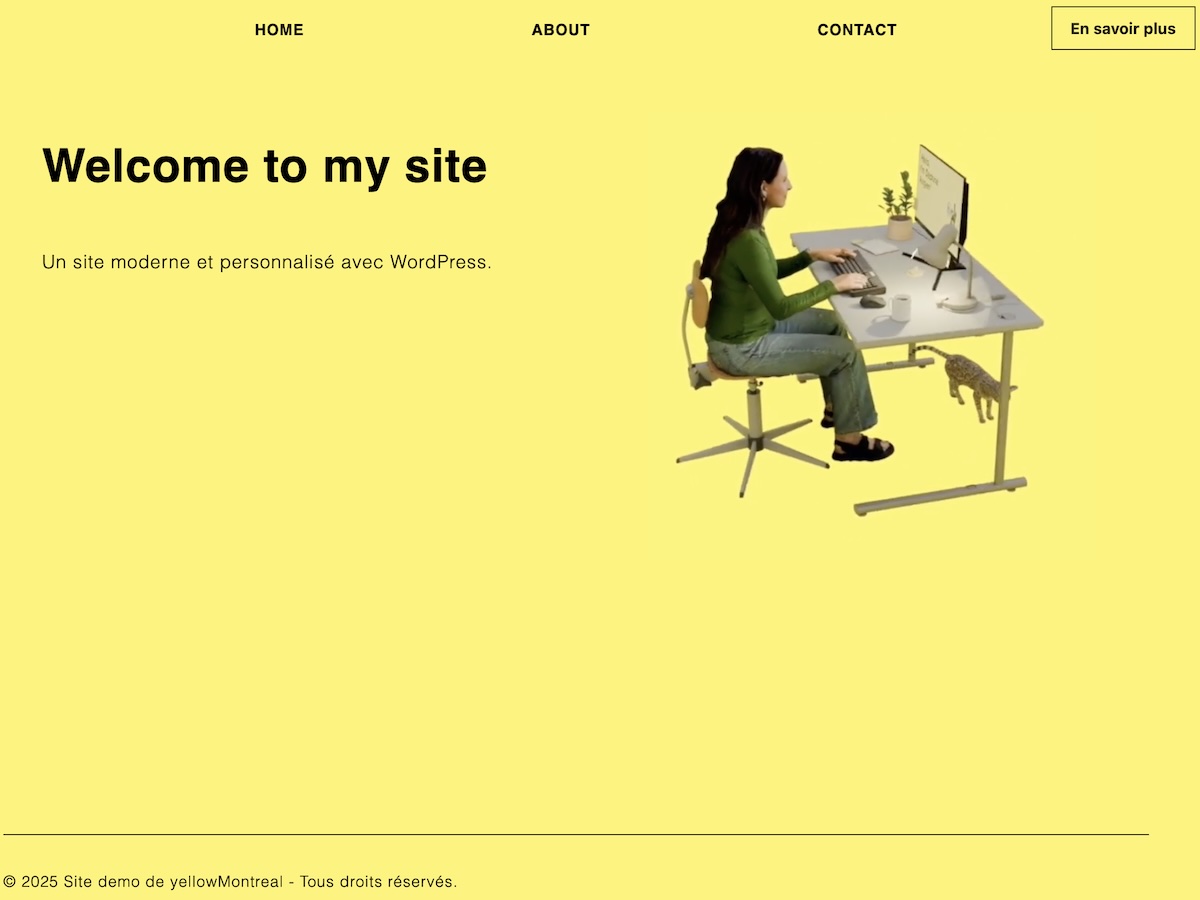 HOME
ABOUT
CONTACT
En savoir plus
Welcome to my site
Un site moderne et personnalisé avec WordPress.
© 2025 Site demo de yellowMontreal - Tous droits réservés.